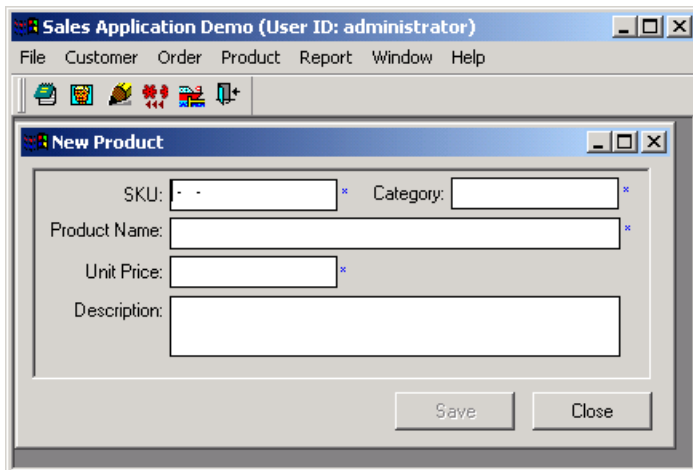 Sales Application Demo (User ID: administrator)
File Customer Order Product Report Window Help
New Product
SKU: - - * Category: *
Product Name: *
Unit Price: *
Description:
Save Close